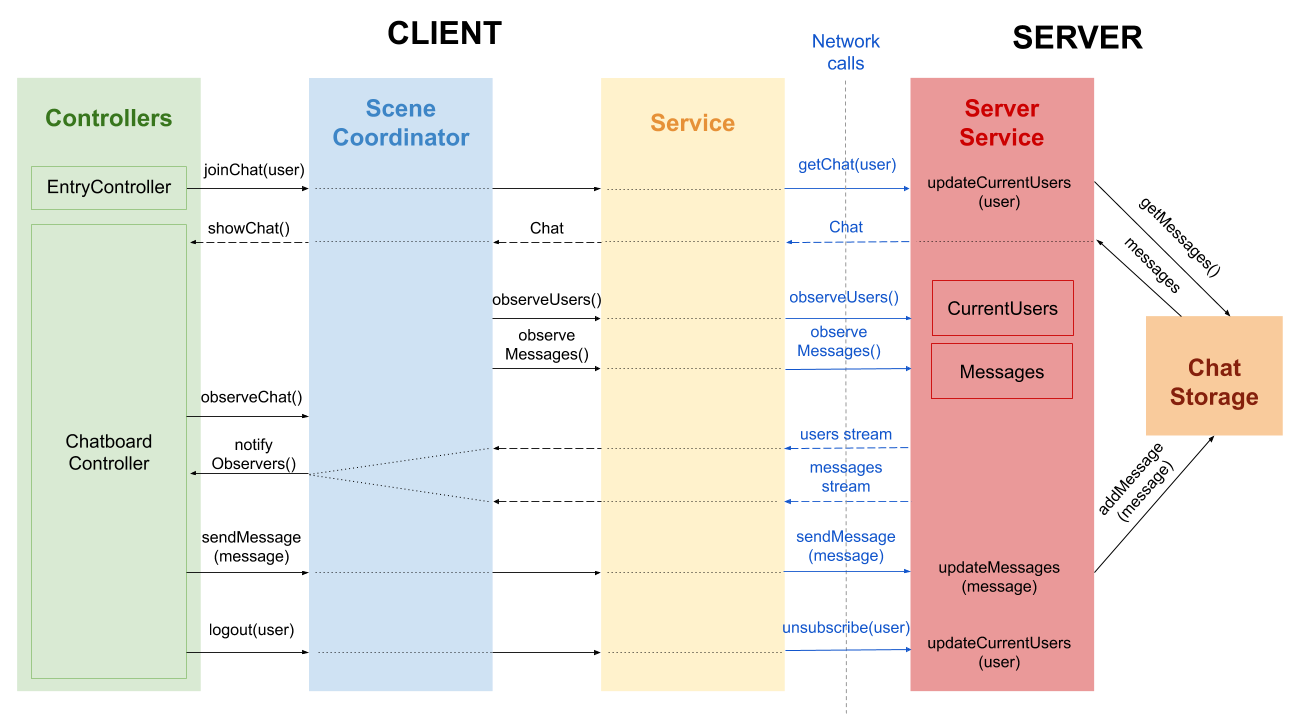 CLIENT
SERVER
Network
calls
Controllers
Scene
Coordinator
Service
Server
Service
EntryController
joinChat(user)
getChat(user)
updateCurrentUsers
(user)
getMessages()
showChat()
Chat
Chat
messages
observeUsers()
observeUsers()
CurrentUsers
observe
Messages()
observe
Messages()
Messages
Chat
Storage
observeChat()
Chatboard
Controller
notify
Observers()
users stream
messages
stream
addMessage
(message)
sendMessage
(message)
sendMessage
(message)
updateMessages
(message)
logout(user)
unsubscribe(user)
updateCurrentUsers
(user)